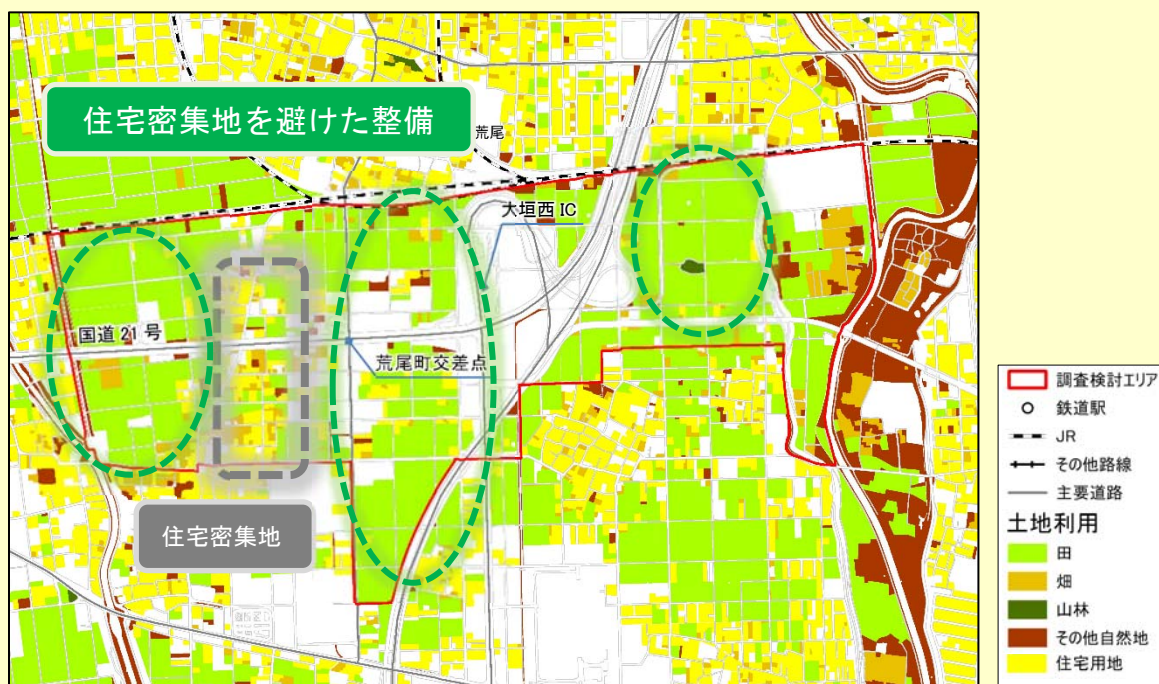 住宅密集地を避けた整備
荒尾
大垣西 IC
国道 21 号
荒尾町交差点
住宅密集地
調査検討エリア
鉄道駅
JR
その他路線
主要道路
土地利用
田
畑
山林
その他自然地
住宅用地